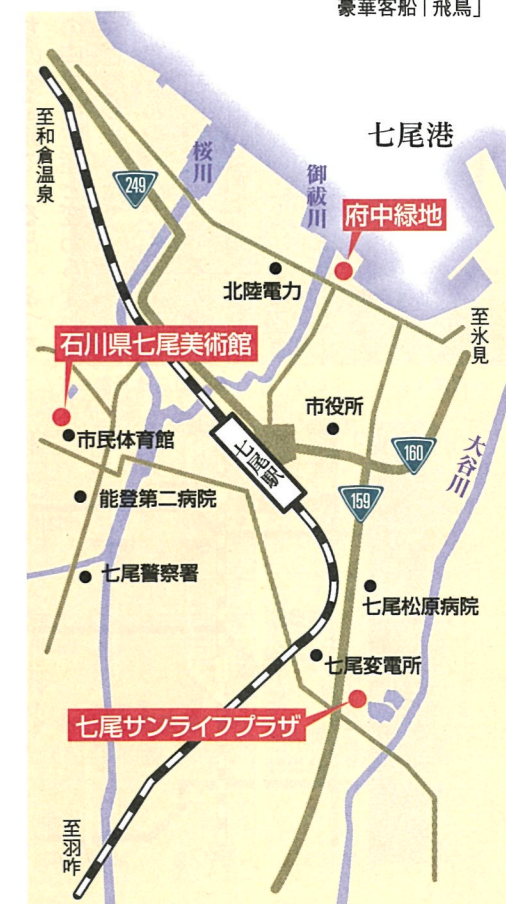 豪華客船「飛鳥」
七尾港
至和倉温泉
桜川
249
御祓川
府中緑地
北陸電力
至氷見
石川県七尾美術館
市役所
市民体育館
七尾駅
160
大谷川
能登第二病院
159
七尾警察署
七尾松原病院
七尾変電所
七尾サンライフプラザ
至羽咋